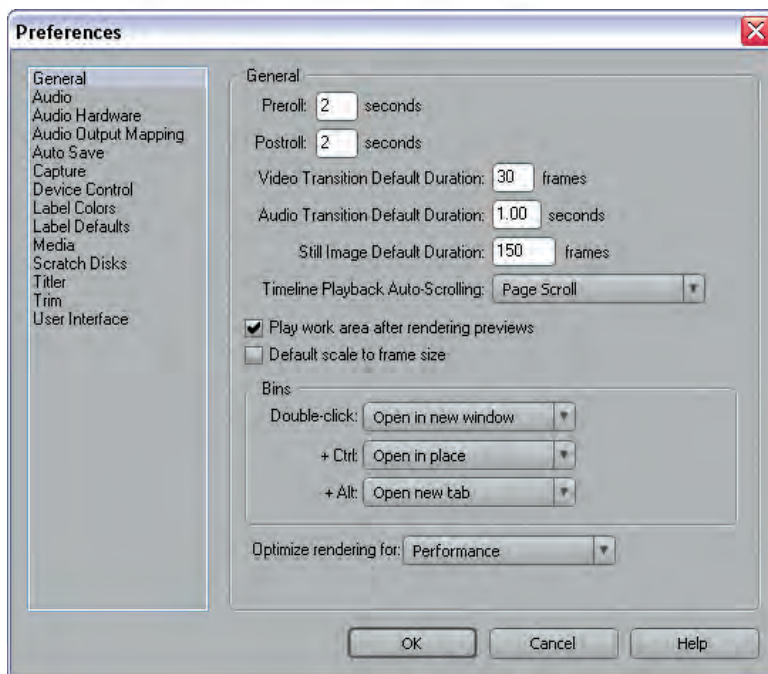 Preferences
General
Audio
Audio Hardware
Audio Output Mapping
Auto Save
Capture
Device Control
Label Colors
Label Defaults
Media
Scratch Disks
Titler
Trim
User Interface
General
Preroll: 2 seconds
Postroll: 2 seconds
Video Transition Default Duration: 30 frames
Audio Transition Default Duration: 1.00 seconds
Still Image Default Duration: 150 frames
Timeline Playback Auto-Scrolling: Page Scroll
Play work area after rendering previews
Default scale to frame size
Bins
Double-click: Open in new window
+ Ctrl: Open in place
+ Alt: Open new tab
Optimize rendering for: Performance
OK Cancel Help